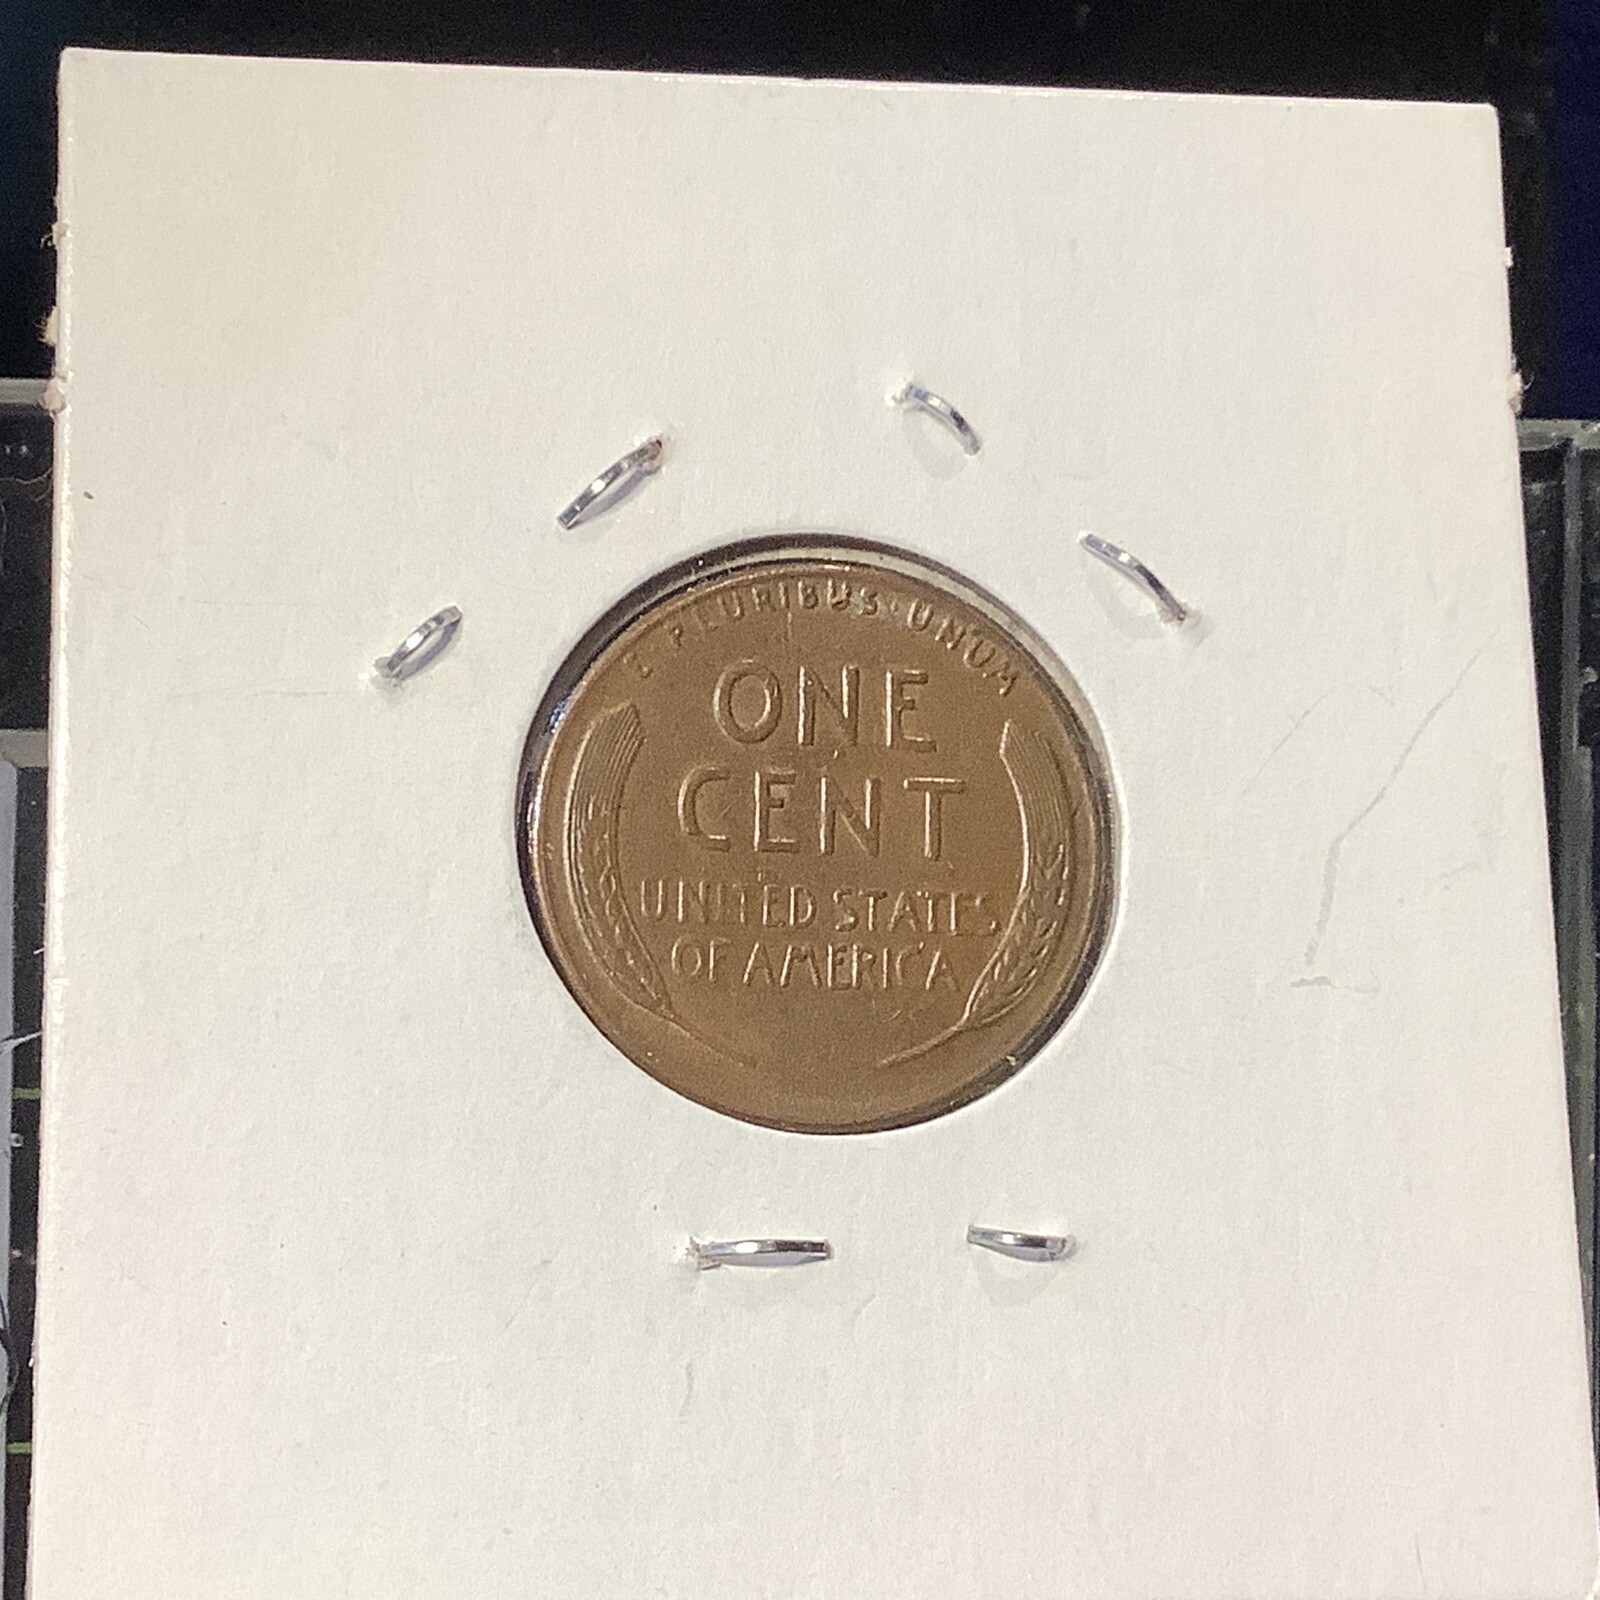 E PLURIBUS · UNUM
ONE
CENT
UNITED STATES
OF AMERICA